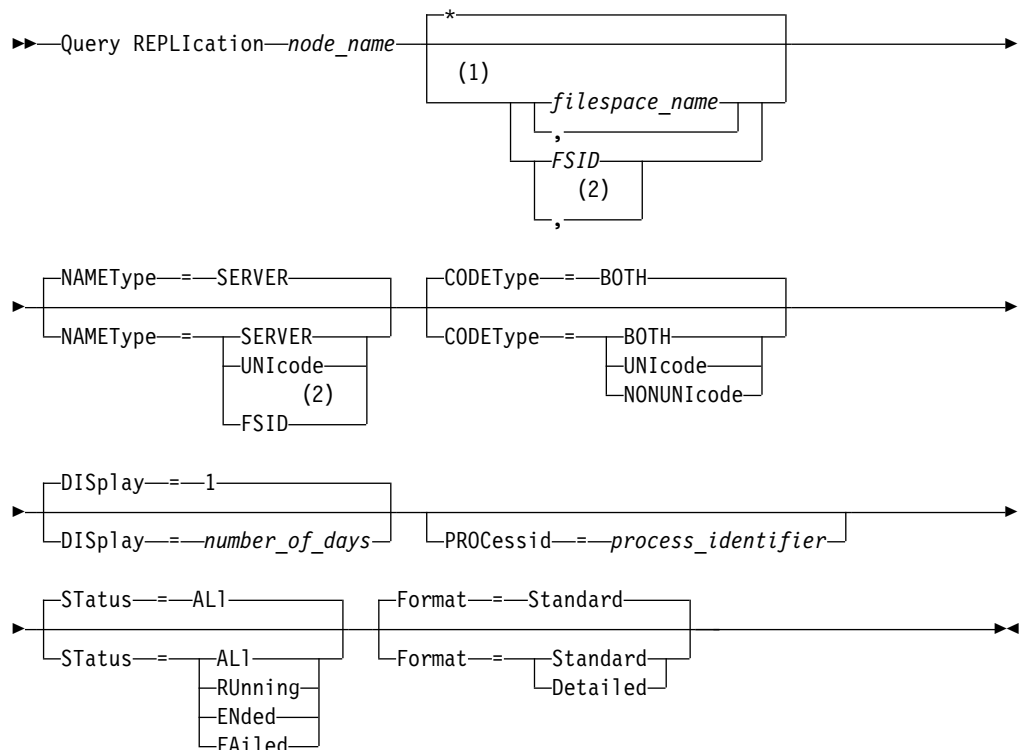 *
Query REPLIcation node_name
(1)
filespace_name
,
FSID
(2)
,
NAMEType = SERVER CODEType = BOTH
NAMEType = SERVER CODEType = BOTH
UNIcode UNIcode
(2) NONUNIcode
FSID
DISplay = 1
DISplay = number_of_days PROCessid = process_identifier
STatus = ALl Format = Standard
STatus = ALl Format = Standard
RUnning Detailed
ENded
FAiled